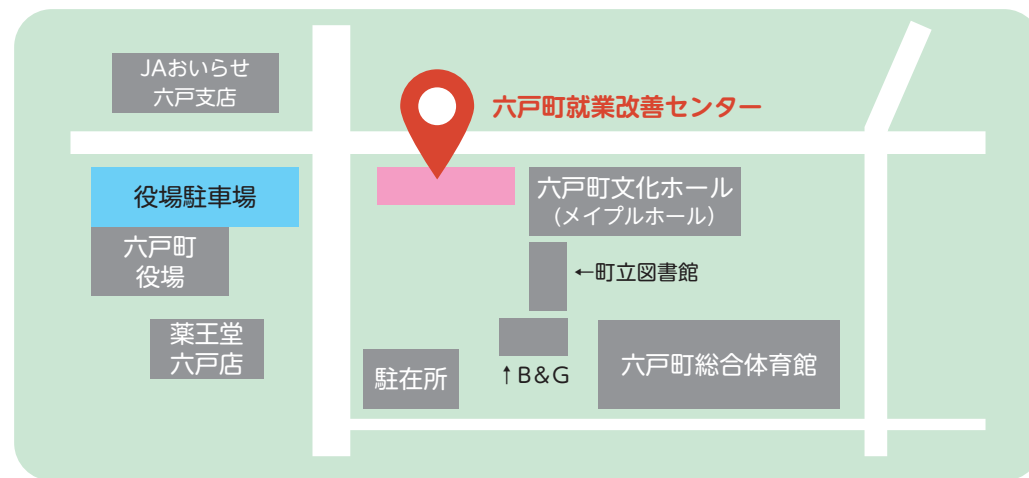 JAおいらせ
六戸支店
六戸町就業改善センター
役場駐車場
六戸町文化ホール
(メイプルホール)
六戸町
役場
←町立図書館
薬王堂
六戸店
駐在所
↑B&G
六戸町総合体育館